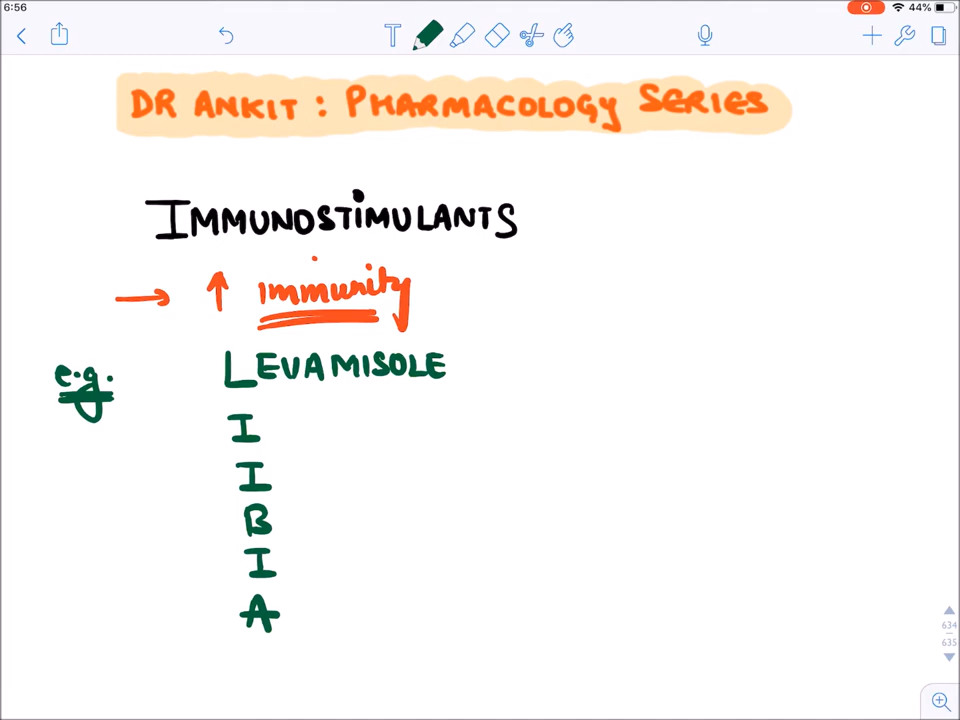 6:56
44%
T
DR ANKIT : PHARMACOLOGY SERIES
IMMUNOSTIMULANTS
→ ↑ immunity
e.g. LEVAMISOLE
I
I
B
I
A
634
635